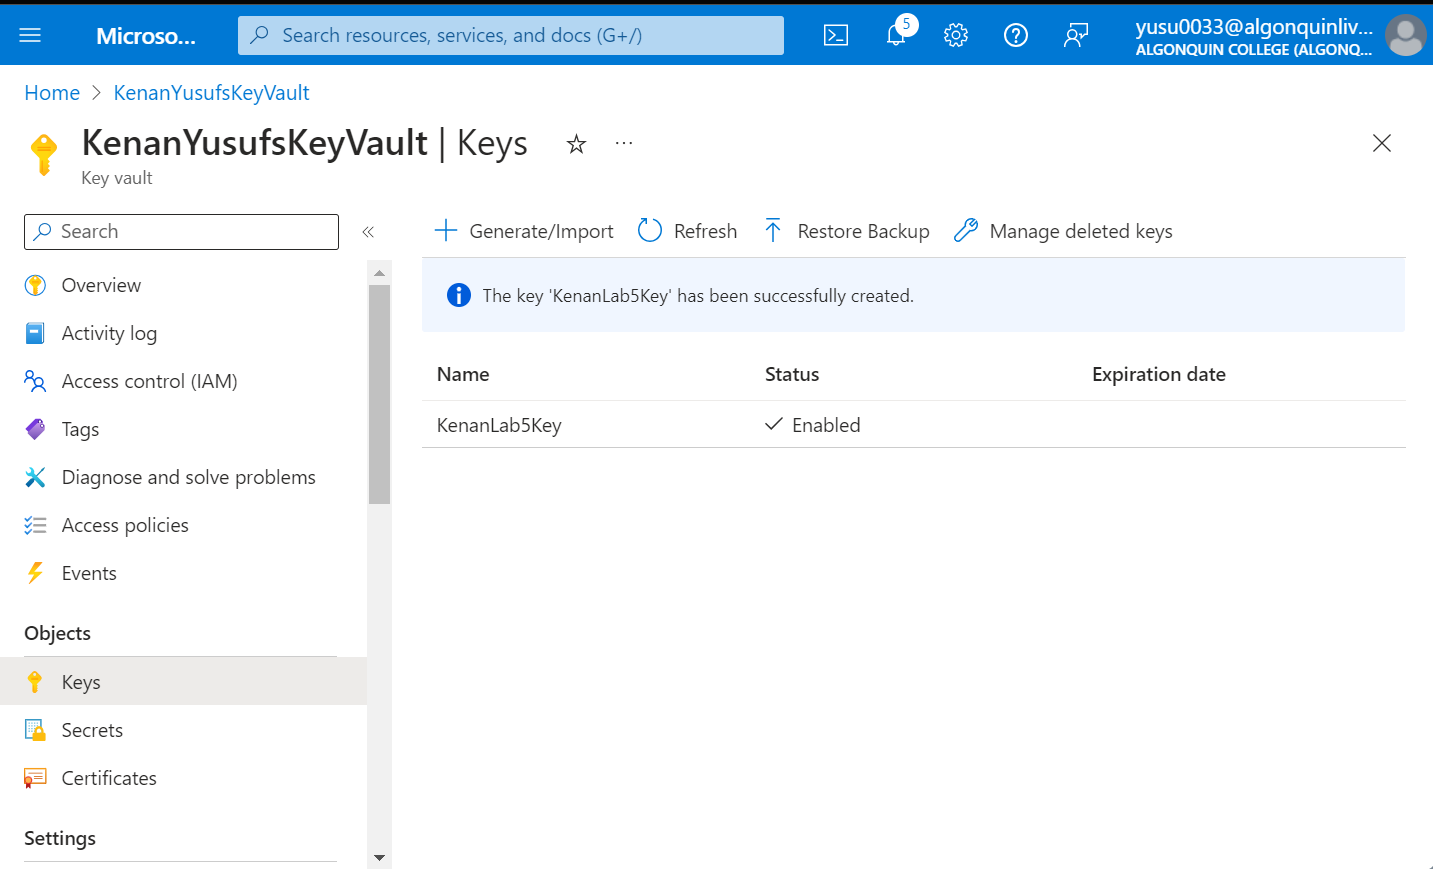 Microso...
Search resources, services, and docs (G+/)
5
yusu0033@algonquinliv...
ALGONQUIN COLLEGE (ALGONQ...
Home > KenanYusufsKeyVault
KenanYusufsKeyVault | Keys
Key vault
Search
Overview
Activity log
Access control (IAM)
Tags
Diagnose and solve problems
Access policies
Events
Objects
Keys
Secrets
Certificates
Settings
Generate/Import Refresh Restore Backup Manage deleted keys
The key 'KenanLab5Key' has been successfully created.
Name Status Expiration date
KenanLab5Key Enabled